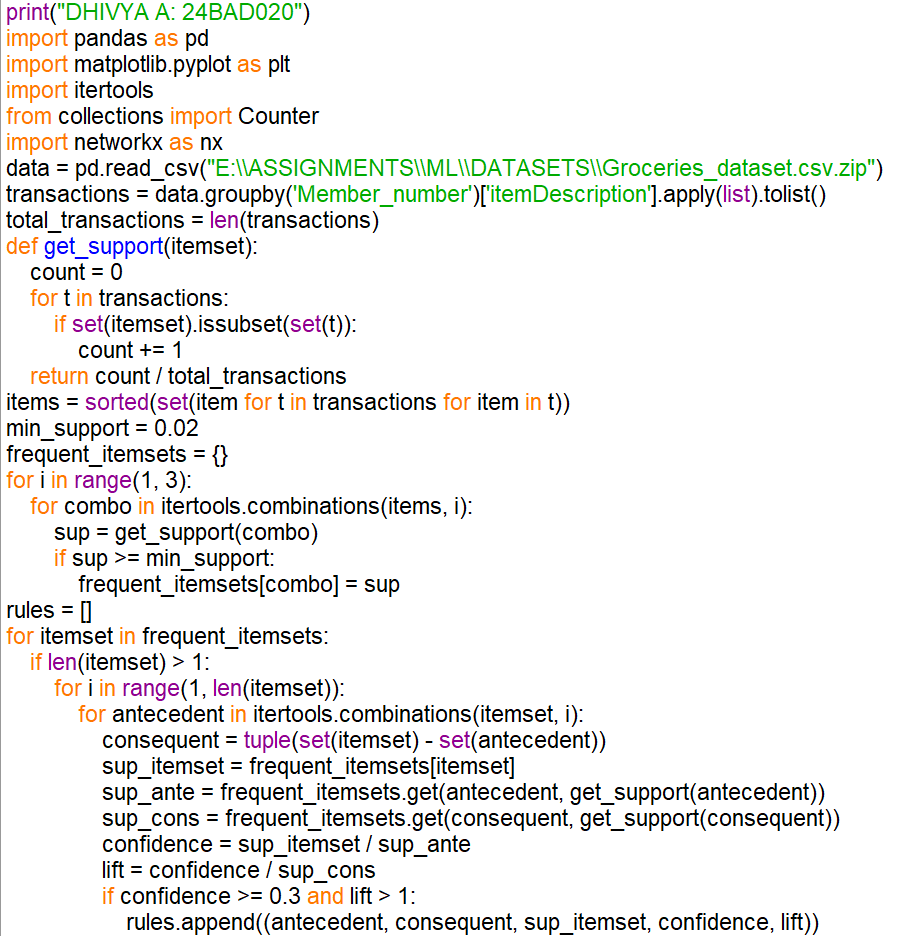 print("DHIVYA A: 24BAD020")
import pandas as pd
import matplotlib.pyplot as plt
import itertools
from collections import Counter
import networkx as nx
data = pd.read_csv("E:\\ASSIGNMENTS\\ML\\DATASETS\\Groceries_dataset.csv.zip")
transactions = data.groupby('Member_number')['itemDescription'].apply(list).tolist()
total_transactions = len(transactions)
def get_support(itemset):
    count = 0
    for t in transactions:
        if set(itemset).issubset(set(t)):
            count += 1
    return count / total_transactions
items = sorted(set(item for t in transactions for item in t))
min_support = 0.02
frequent_itemsets = {}
for i in range(1, 3):
    for combo in itertools.combinations(items, i):
        sup = get_support(combo)
        if sup >= min_support:
            frequent_itemsets[combo] = sup
rules = []
for itemset in frequent_itemsets:
    if len(itemset) > 1:
        for i in range(1, len(itemset)):
            for antecedent in itertools.combinations(itemset, i):
                consequent = tuple(set(itemset) - set(antecedent))
                sup_itemset = frequent_itemsets[itemset]
                sup_ante = frequent_itemsets.get(antecedent, get_support(antecedent))
                sup_cons = frequent_itemsets.get(consequent, get_support(consequent))
                confidence = sup_itemset / sup_ante
                lift = confidence / sup_cons
                if confidence >= 0.3 and lift > 1:
                    rules.append((antecedent, consequent, sup_itemset, confidence, lift))